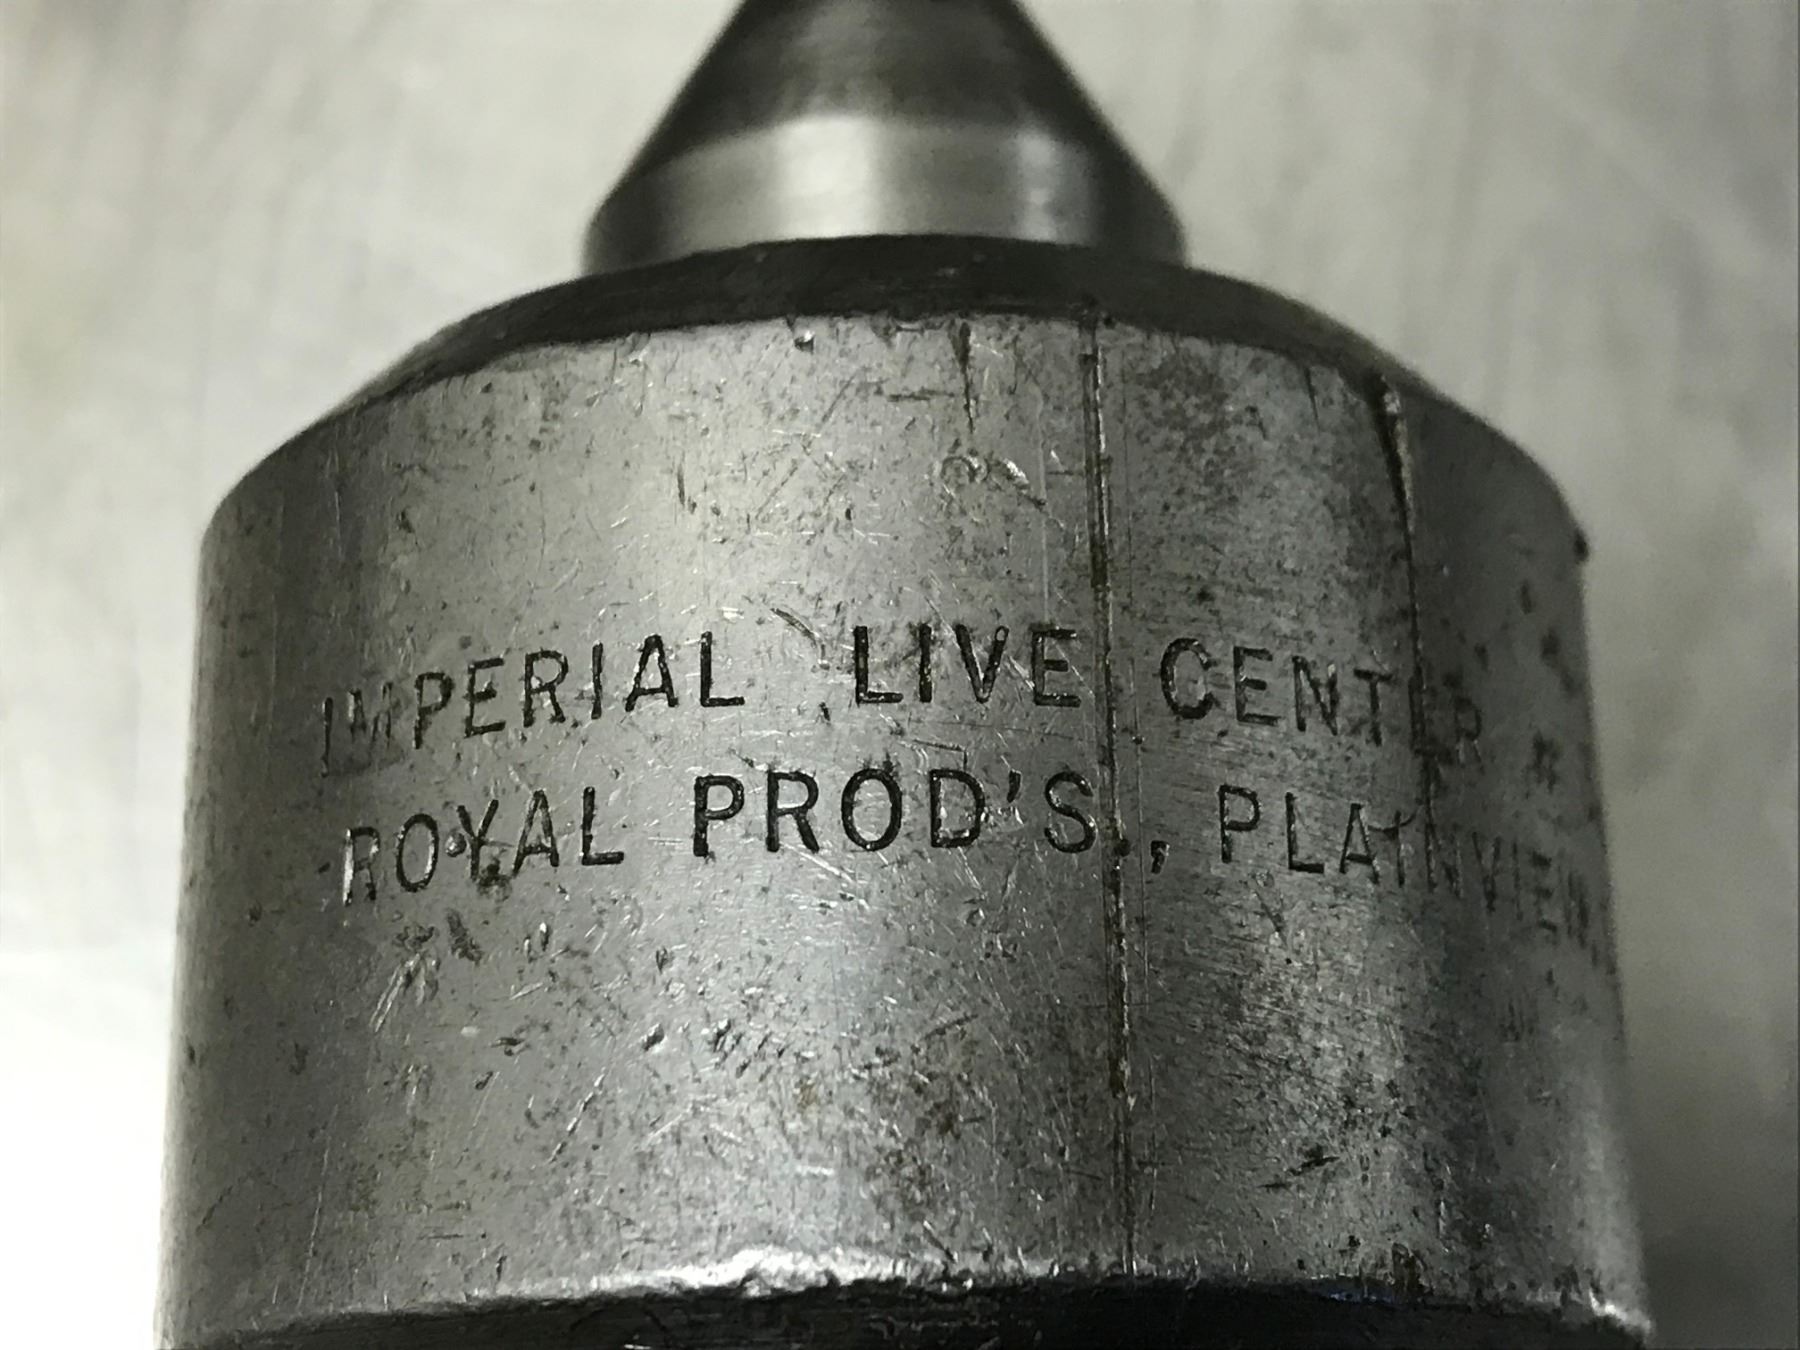 IMPERIAL LIVE CENTER
ROYAL PROD'S., PLAINVIEW,